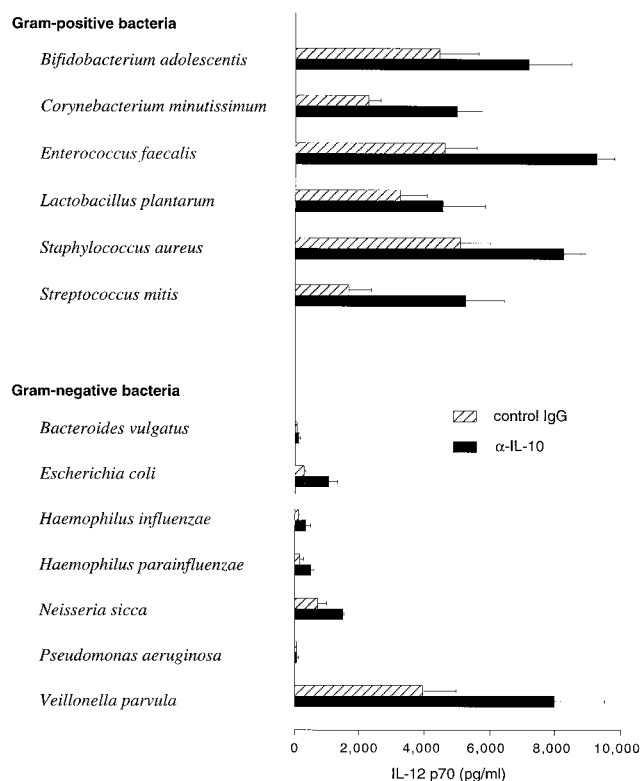 Gram-positive bacteria
Bifidobacterium adolescentis
Corynebacterium minutissimum
Enterococcus faecalis
Lactobacillus plantarum
Staphylococcus aureus
Streptococcus mitis
Gram-negative bacteria
control IgG
α-IL-10
Bacteroides vulgatus
Escherichia coli
Haemophilus influenzae
Haemophilus parainfluenzae
Neisseria sicca
Pseudomonas aeruginosa
Veillonella parvula
0 2,000 4,000 6,000 8,000 10,000
IL-12 p70 (pg/ml)